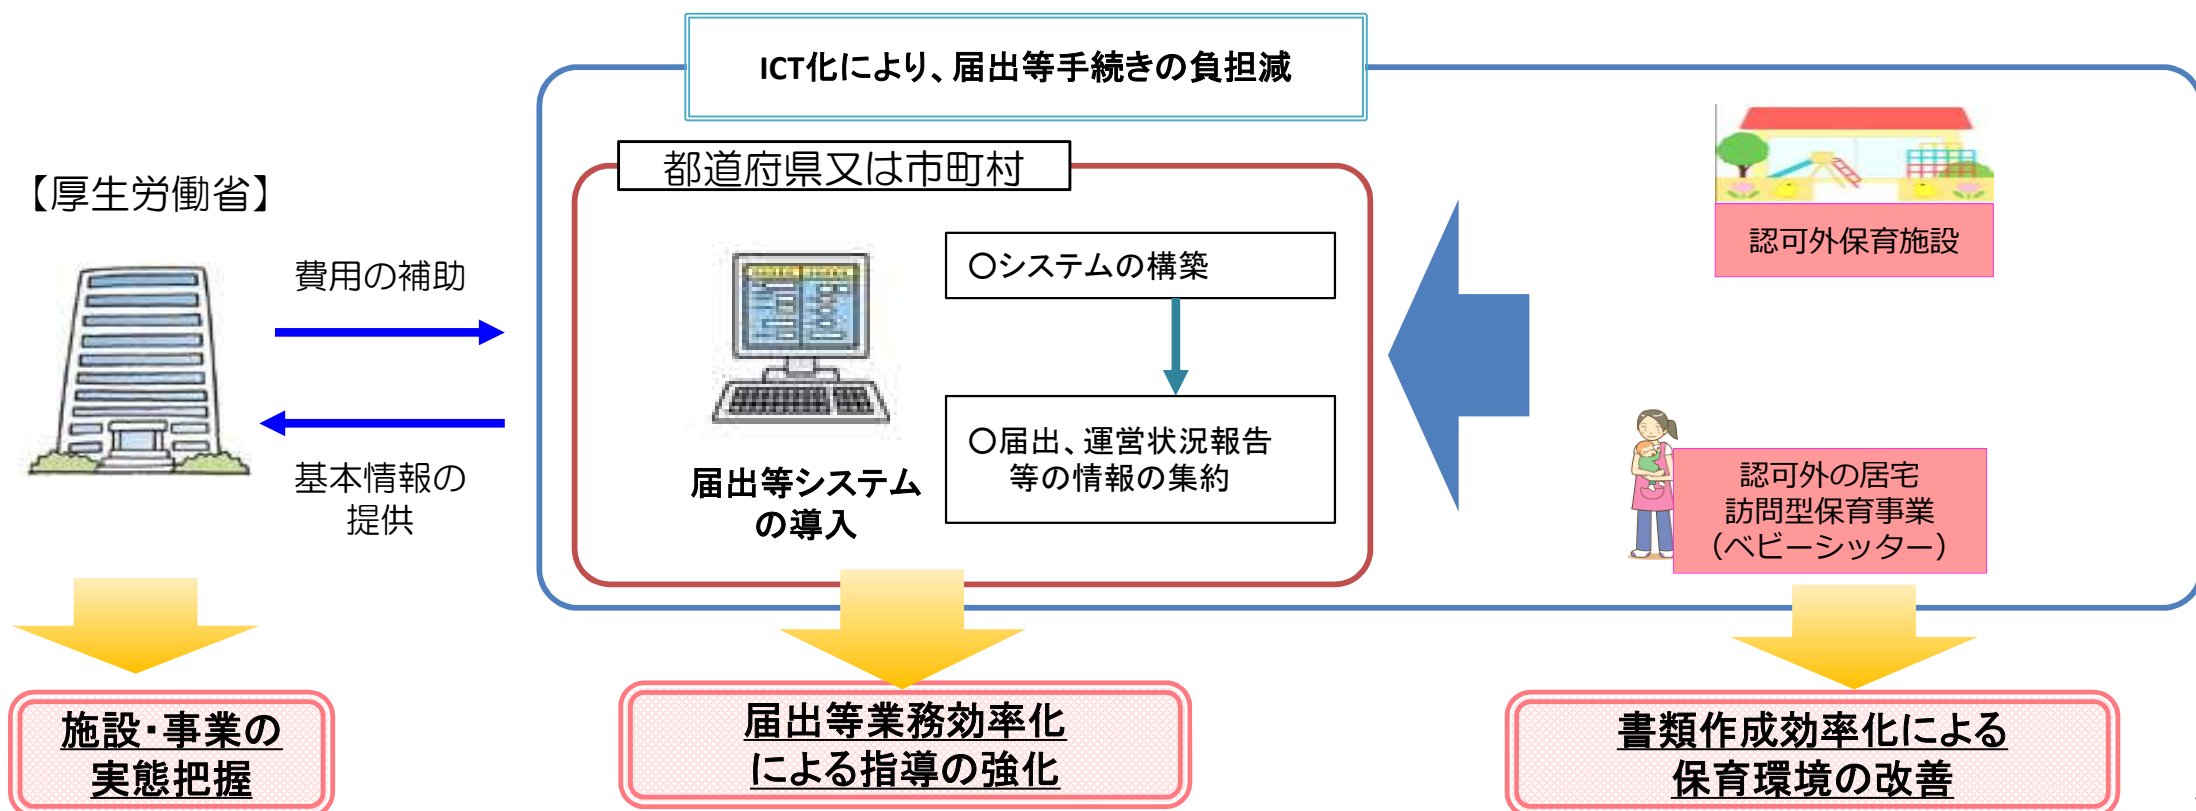 ICT化により、届出等手続きの負担減
都道府県又は市町村
【厚生労働省】
費用の補助
基本情報の
提供
届出等システム
の導入
〇システムの構築
〇届出、運営状況報告
等の情報の集約
認可外保育施設
認可外の居宅
訪問型保育事業
（ベビーシッター）
施設・事業の
実態把握
届出等業務効率化
による指導の強化
書類作成効率化による
保育環境の改善